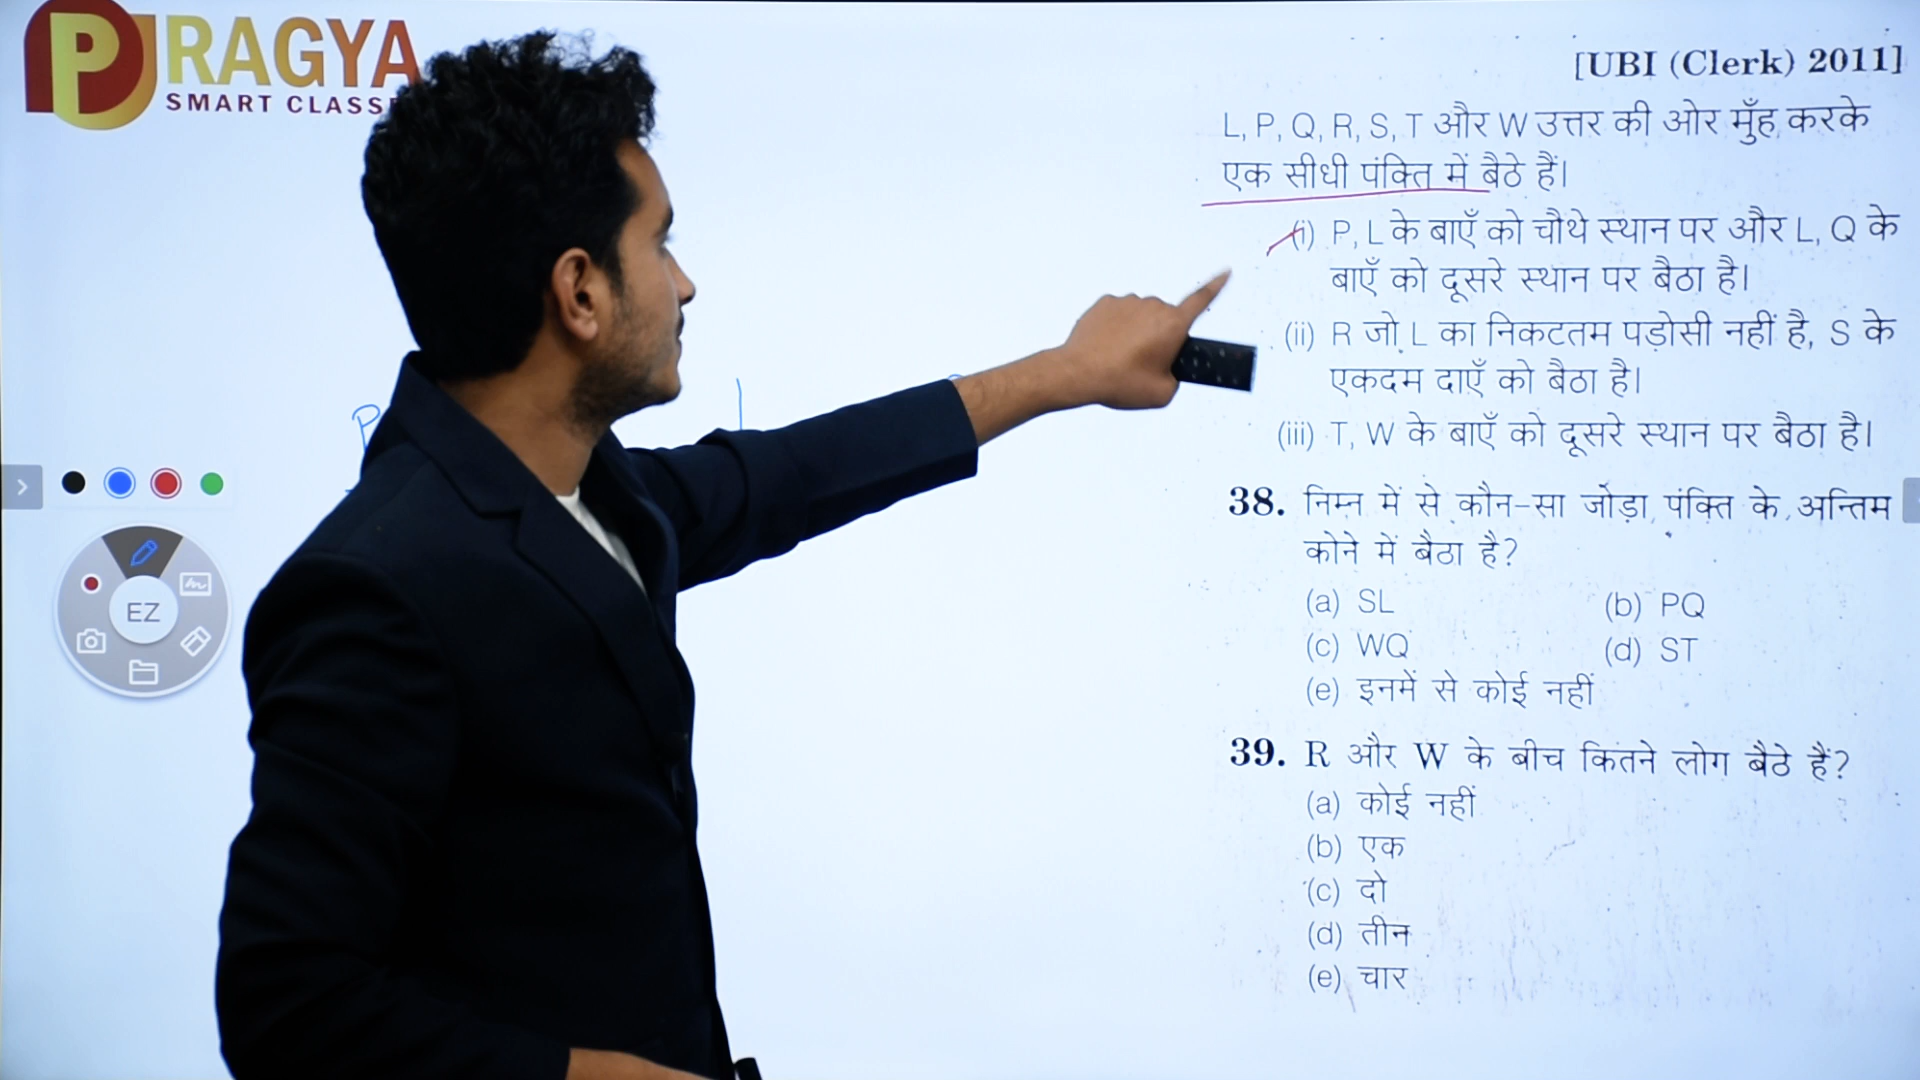 PRAGYA
SMART CLASSE
[UBI (Clerk) 2011]
L, P, Q, R, S, T और W उत्तर की ओर मुँह करके
एक सीधी पंक्ति में बैठे हैं।
(i) P, L के बाएँ को चौथे स्थान पर और L, Q के
बाएँ को दूसरे स्थान पर बैठा है।
(ii) R जो L का निकटतम पड़ोसी नहीं है, S के
एकदम दाएँ को बैठा है।
(iii) T, W के बाएँ को दूसरे स्थान पर बैठा है।
P
38. निम्न में से कौन-सा जोड़ा पंक्ति के अन्तिम
कोने में बैठा है?
(a) SL (b) PQ
(c) WQ (d) ST
(e) इनमें से कोई नहीं
EZ
39. R और W के बीच कितने लोग बैठे हैं?
(a) कोई नहीं
(b) एक
(c) दो
(d) तीन
(e) चार